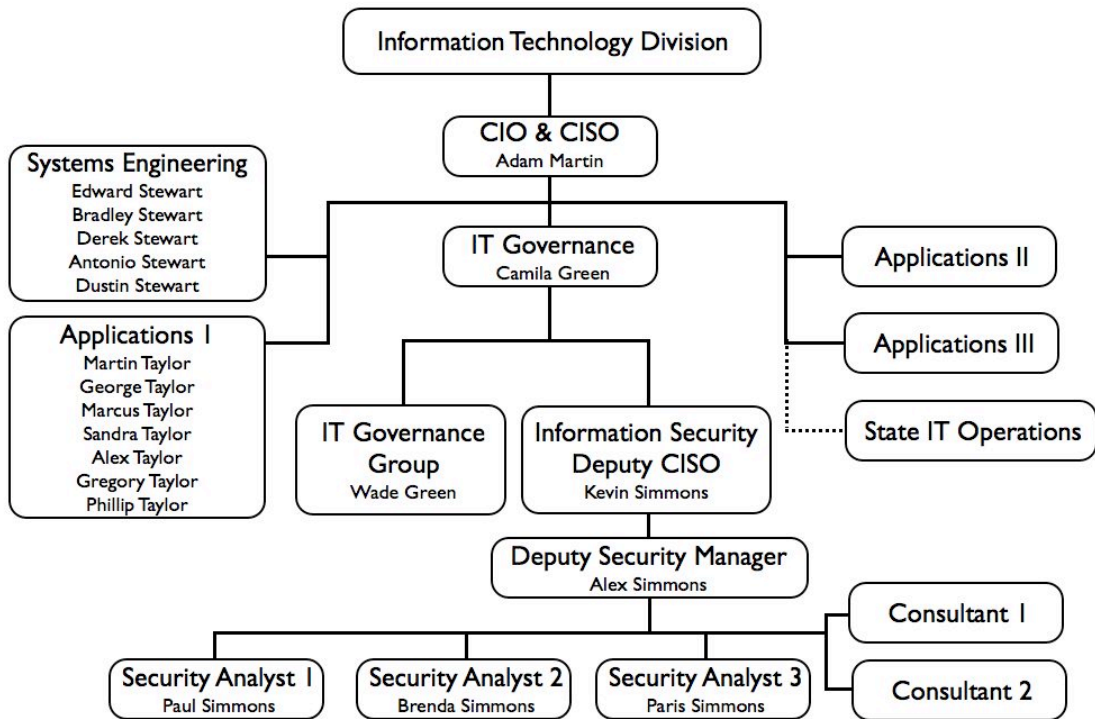 Information Technology Division
CIO & CISO
Adam Martin
Systems Engineering
Edward Stewart
Bradley Stewart
Derek Stewart
Antonio Stewart
Dustin Stewart
IT Governance
Camila Green
Applications II
Applications 1
Martin Taylor
George Taylor
Marcus Taylor
Sandra Taylor
Alex Taylor
Gregory Taylor
Phillip Taylor
Applications III
IT Governance
Group
Wade Green
Information Security
Deputy CISO
Kevin Simmons
State IT Operations
Deputy Security Manager
Alex Simmons
Consultant 1
Security Analyst 1
Paul Simmons
Security Analyst 2
Brenda Simmons
Security Analyst 3
Paris Simmons
Consultant 2